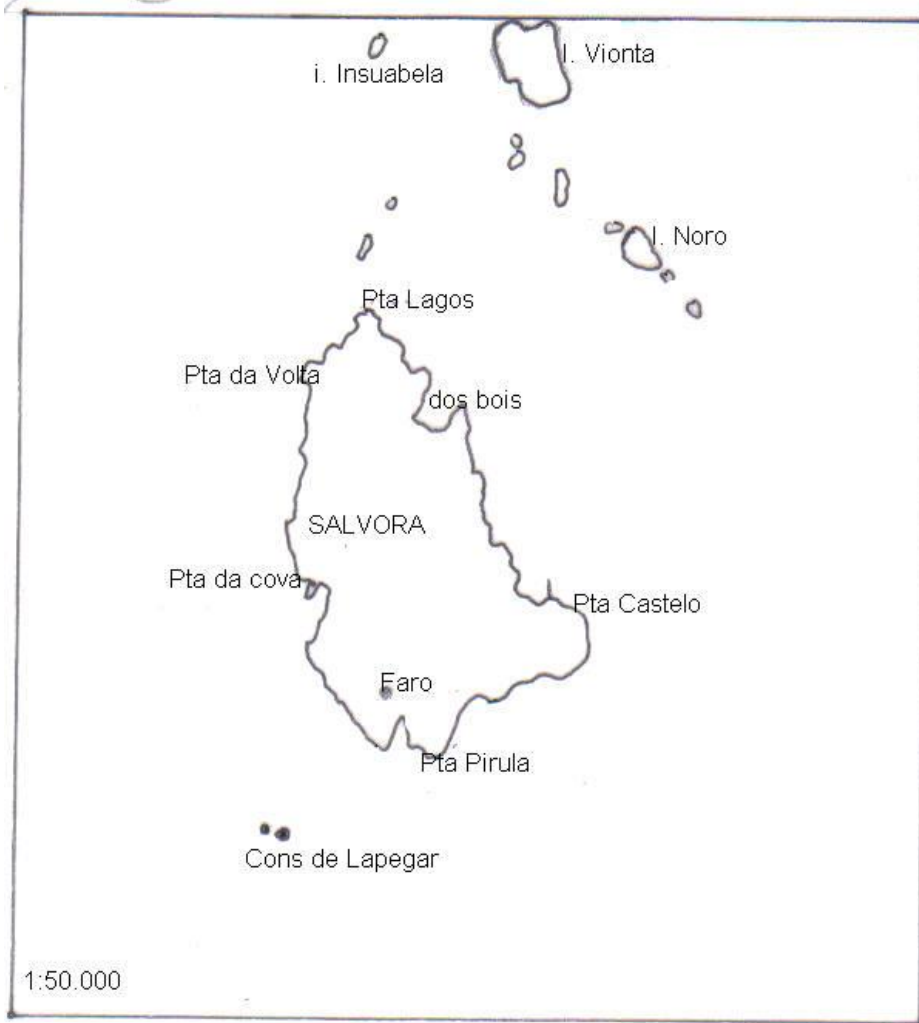 I. Vionta
i. Insuabela
I. Noro
Pta Lagos
Pta da Volta
dos bois
SALVORA
Pta da cova
Pta Castelo
Faro
Pta Pirula
Cons de Lapegar
1:50.000